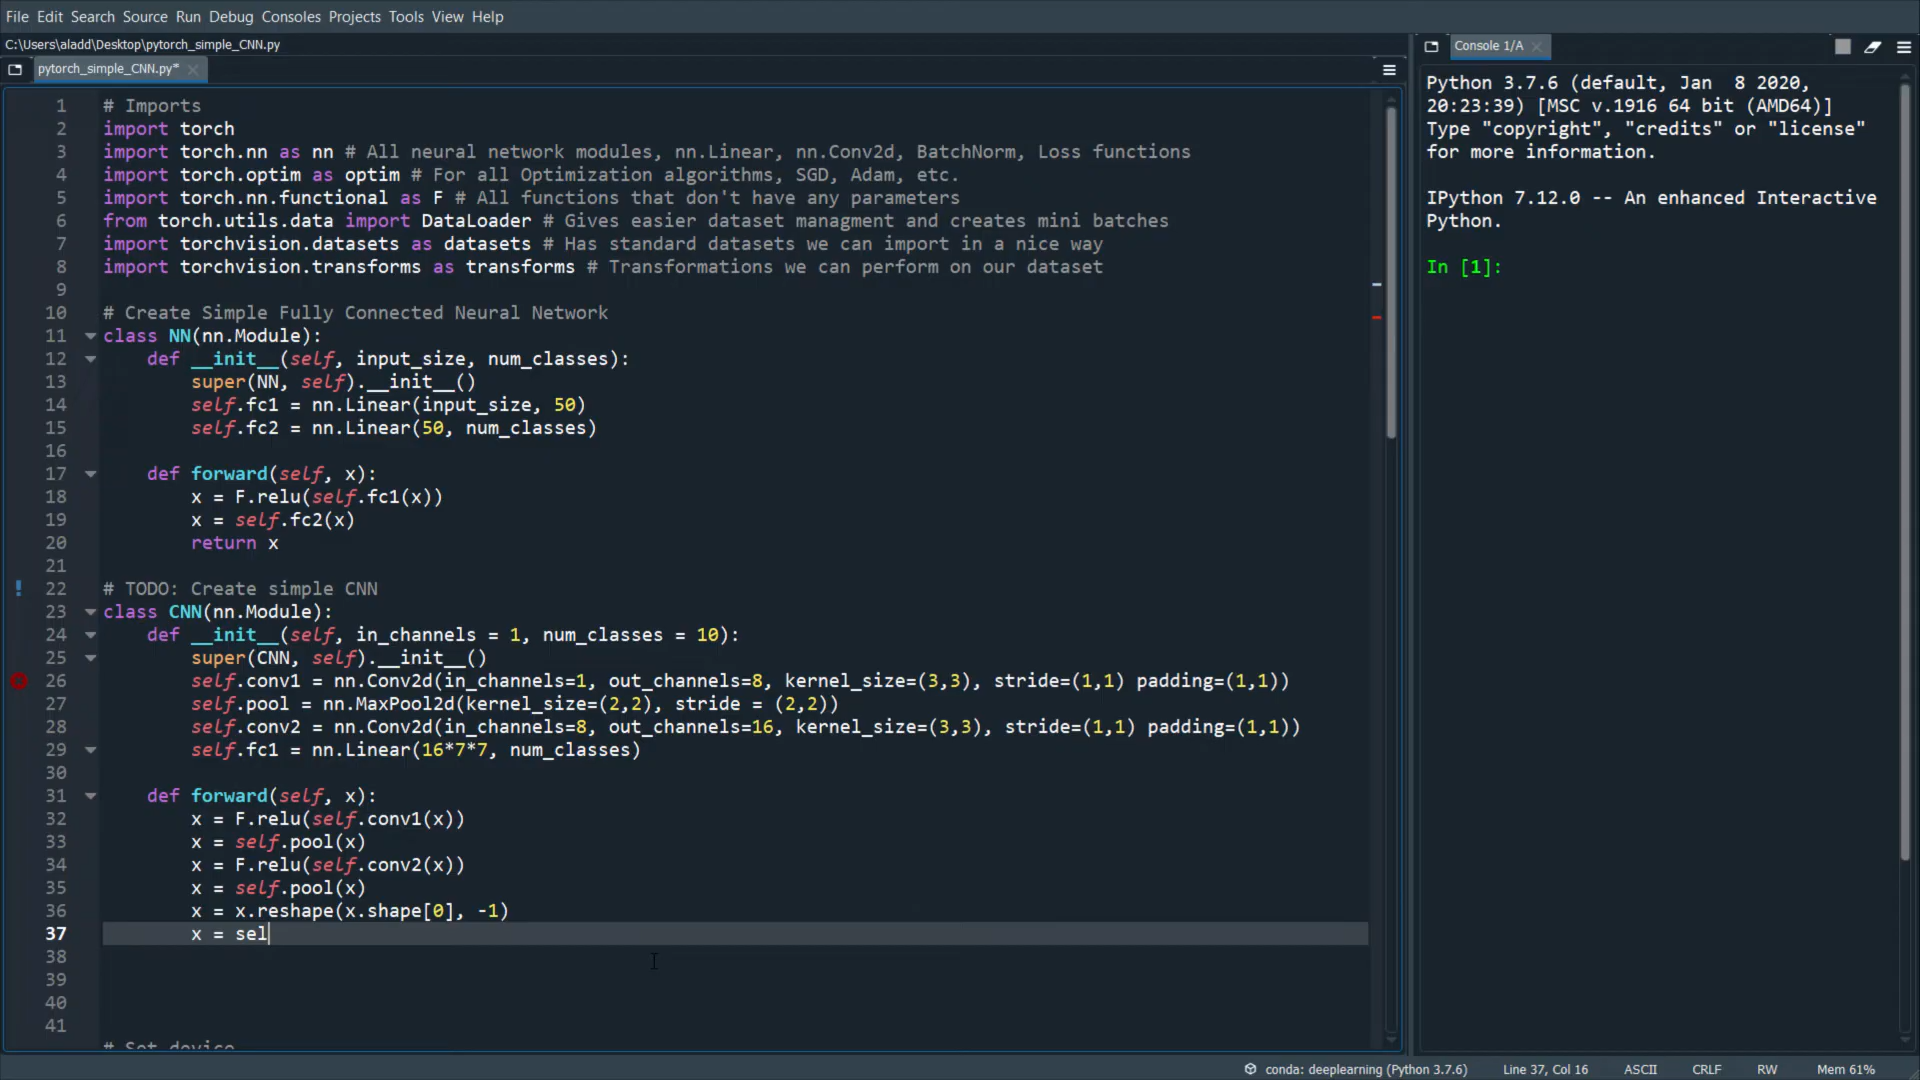 File Edit Search Source Run Debug Consoles Projects Tools View Help
C:\Users\aladd\Desktop\pytorch_simple_CNN.py
pytorch_simple_CNN.py*
1 # Imports
2 import torch
3 import torch.nn as nn # All neural network modules, nn.Linear, nn.Conv2d, BatchNorm, Loss functions
4 import torch.optim as optim # For all Optimization algorithms, SGD, Adam, etc.
5 import torch.nn.functional as F # All functions that don't have any parameters
6 from torch.utils.data import DataLoader # Gives easier dataset managment and creates mini batches
7 import torchvision.datasets as datasets # Has standard datasets we can import in a nice way
8 import torchvision.transforms as transforms # Transformations we can perform on our dataset
9
10 # Create Simple Fully Connected Neural Network
11 class NN(nn.Module):
12     def __init__(self, input_size, num_classes):
13         super(NN, self).__init__()
14         self.fc1 = nn.Linear(input_size, 50)
15         self.fc2 = nn.Linear(50, num_classes)
16
17     def forward(self, x):
18         x = F.relu(self.fc1(x))
19         x = self.fc2(x)
20         return x
21
22 # TODO: Create simple CNN
23 class CNN(nn.Module):
24     def __init__(self, in_channels = 1, num_classes = 10):
25         super(CNN, self).__init__()
26         self.conv1 = nn.Conv2d(in_channels=1, out_channels=8, kernel_size=(3,3), stride=(1,1) padding=(1,1))
27         self.pool = nn.MaxPool2d(kernel_size=(2,2), stride = (2,2))
28         self.conv2 = nn.Conv2d(in_channels=8, out_channels=16, kernel_size=(3,3), stride=(1,1) padding=(1,1))
29         self.fc1 = nn.Linear(16*7*7, num_classes)
30
31     def forward(self, x):
32         x = F.relu(self.conv1(x))
33         x = self.pool(x)
34         x = F.relu(self.conv2(x))
35         x = self.pool(x)
36         x = x.reshape(x.shape[0], -1)
37         x = sel
38
39
40
41
# Set device
Console 1/A
Python 3.7.6 (default, Jan  8 2020,
20:23:39) [MSC v.1916 64 bit (AMD64)]
Type "copyright", "credits" or "license"
for more information.
IPython 7.12.0 -- An enhanced Interactive
Python.
In [1]:
conda: deeplearning (Python 3.7.6) Line 37, Col 16 ASCII CRLF RW Mem 61%